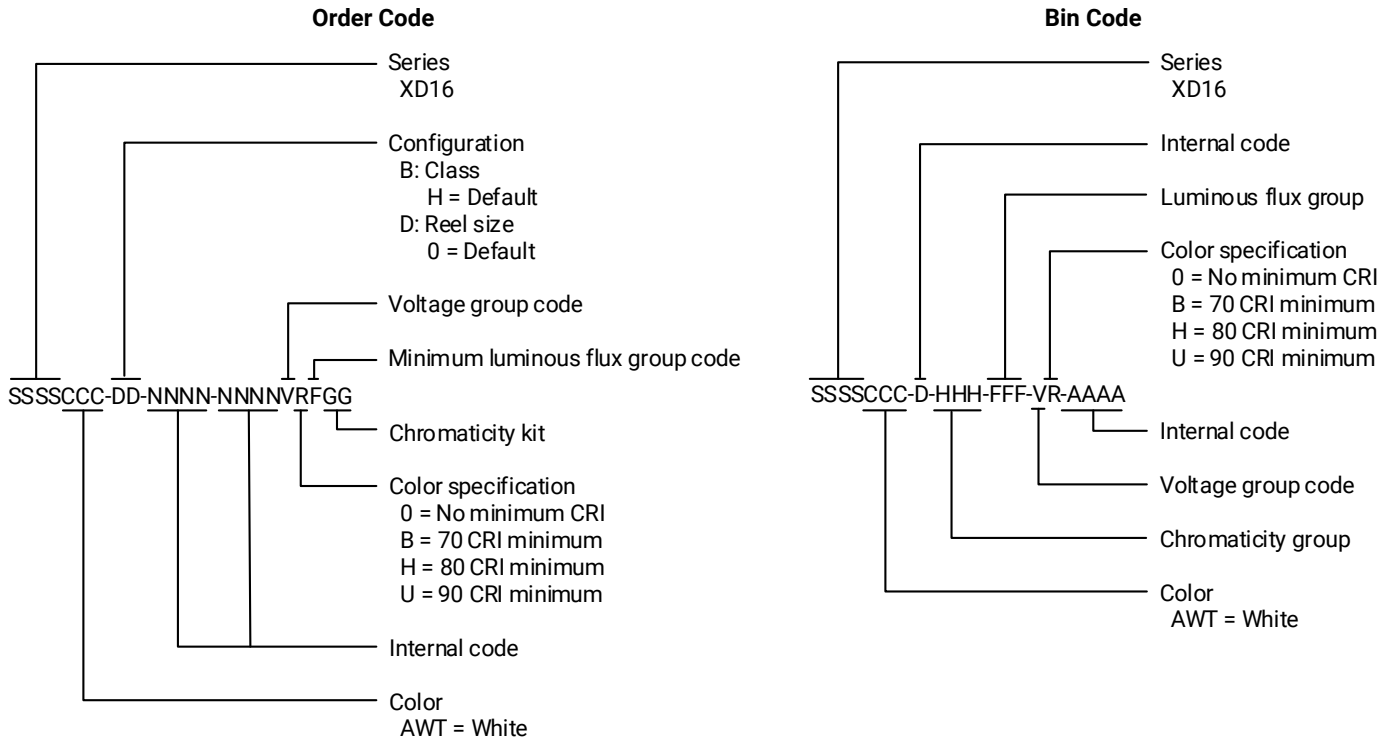 Order Code
Series
XD16
Configuration
B: Class
H = Default
D: Reel size
0 = Default
Voltage group code
Minimum luminous flux group code
SSSSCCC-DD-NNNN-NNNNVRFGG
Chromaticity kit
Color specification
0 = No minimum CRI
B = 70 CRI minimum
H = 80 CRI minimum
U = 90 CRI minimum
Internal code
Color
AWT = White
Bin Code
Series
XD16
Internal code
Luminous flux group
Color specification
0 = No minimum CRI
B = 70 CRI minimum
H = 80 CRI minimum
U = 90 CRI minimum
SSSSCCC-D-HHH-FFF-VR-AAAA
Internal code
Voltage group code
Chromaticity group
Color
AWT = White